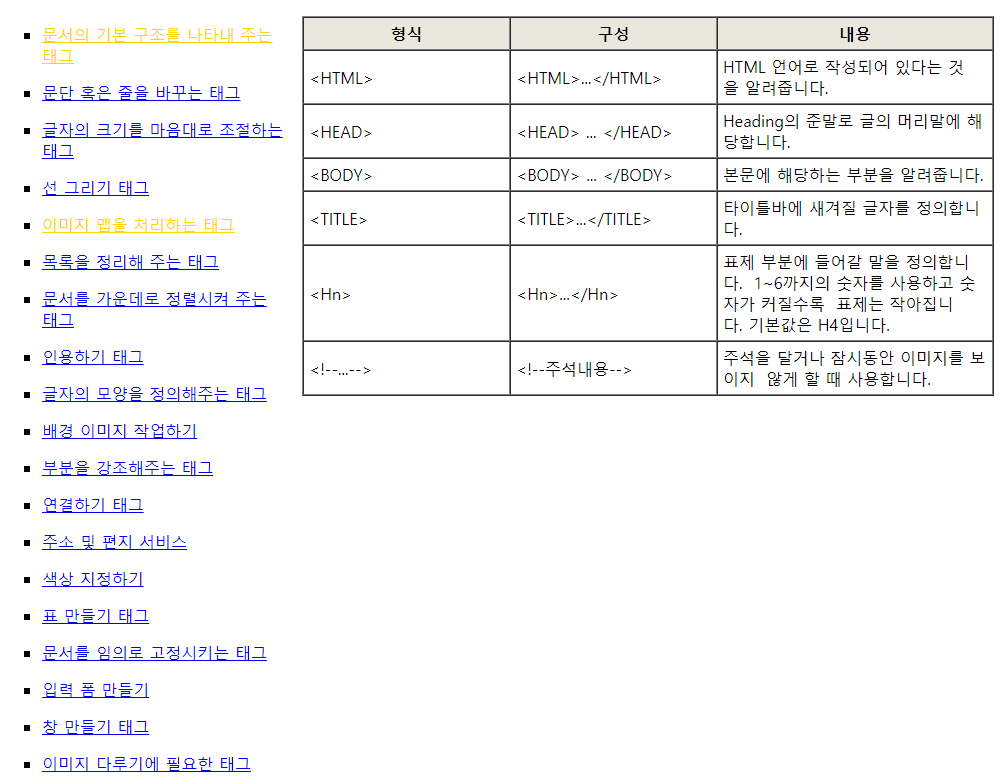 문서의 기본 구조를 나타내 주는
태그
문단 혹은 줄을 바꾸는 태그
글자의 크기를 마음대로 조절하는
태그
선 그리기 태그
이미지 맵을 처리하는 태그
목록을 정리해 주는 태그
문서를 가운데로 정렬시켜 주는
태그
인용하기 태그
글자의 모양을 정의해주는 태그
배경 이미지 작업하기
부분을 강조해주는 태그
연결하기 태그
주소 및 편지 서비스
색상 지정하기
표 만들기 태그
문서를 임의로 고정시키는 태그
입력 폼 만들기
창 만들기 태그
이미지 다루기에 필요한 태그
형식 구성 내용
<HTML> <HTML>...</HTML> HTML 언어로 작성되어 있다는 것
을 알려줍니다.
<HEAD> <HEAD> ... </HEAD> Heading의 준말로 글의 머리말에 해
당합니다.
<BODY> <BODY> ... </BODY> 본문에 해당하는 부분을 알려줍니다.
<TITLE> <TITLE>...</TITLE> 타이틀바에 새겨질 글자를 정의합니
다.
<Hn> <Hn>...</Hn> 표제 부분에 들어갈 말을 정의합니
다. 1~6까지의 숫자를 사용하고 숫
자가 커질수록 표제는 작아집니
다. 기본값은 H4입니다.
<!--...--> <!--주석내용--> 주석을 달거나 잠시동안 이미지를 보
이지 않게 할 때 사용합니다.